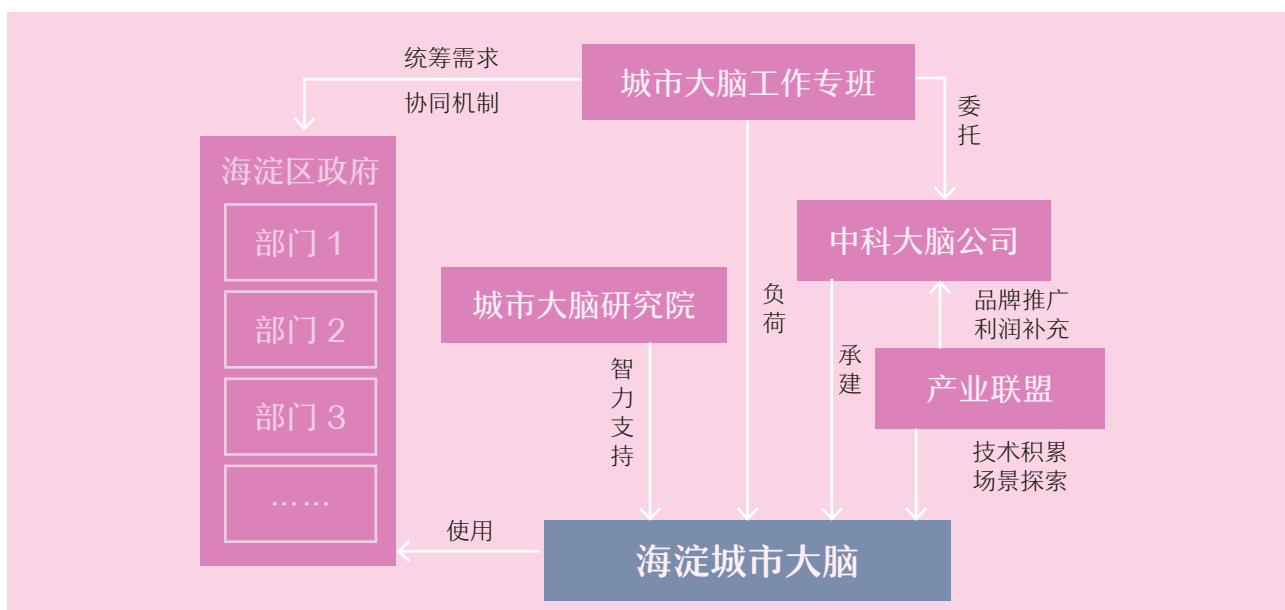 统筹需求
协同机制
城市大脑工作专班
委托
海淀区政府
部门 1
部门 2
部门 3
……
中科大脑公司
城市大脑研究院
负荷
品牌推广
利润补充
承建
智力支持
产业联盟
技术积累
场景探索
使用
海淀城市大脑